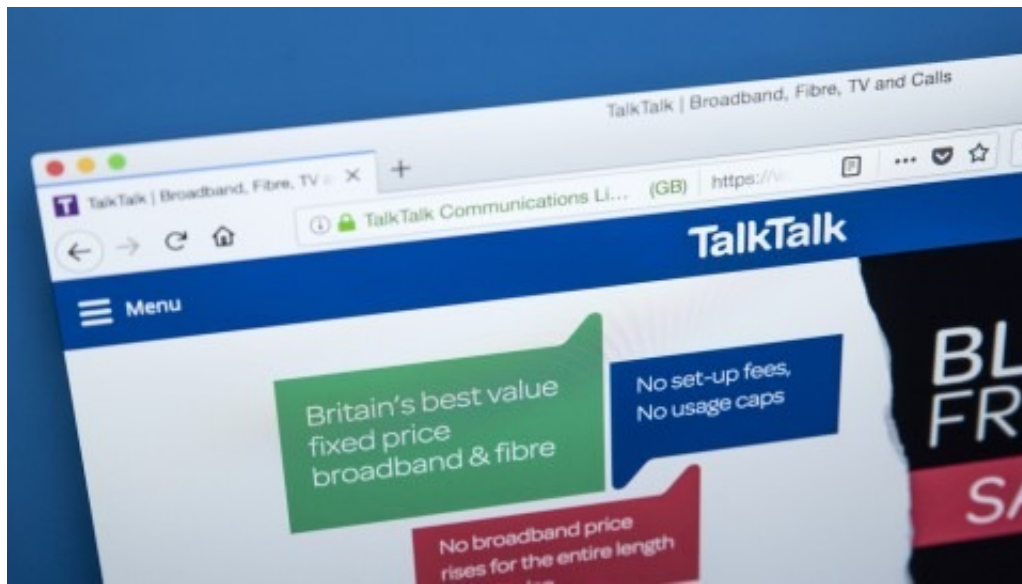 TalkTalk | Broadband, Fibre, TV and Calls
TalkTalk | Broadband, Fibre, TV
TalkTalk Communications Li... (GB) https://
Menu
TalkTalk
Britain's best value
fixed price
broadband & fibre
No set-up fees,
No usage caps
BL
FR
SA
No broadband price
rises for the entire length